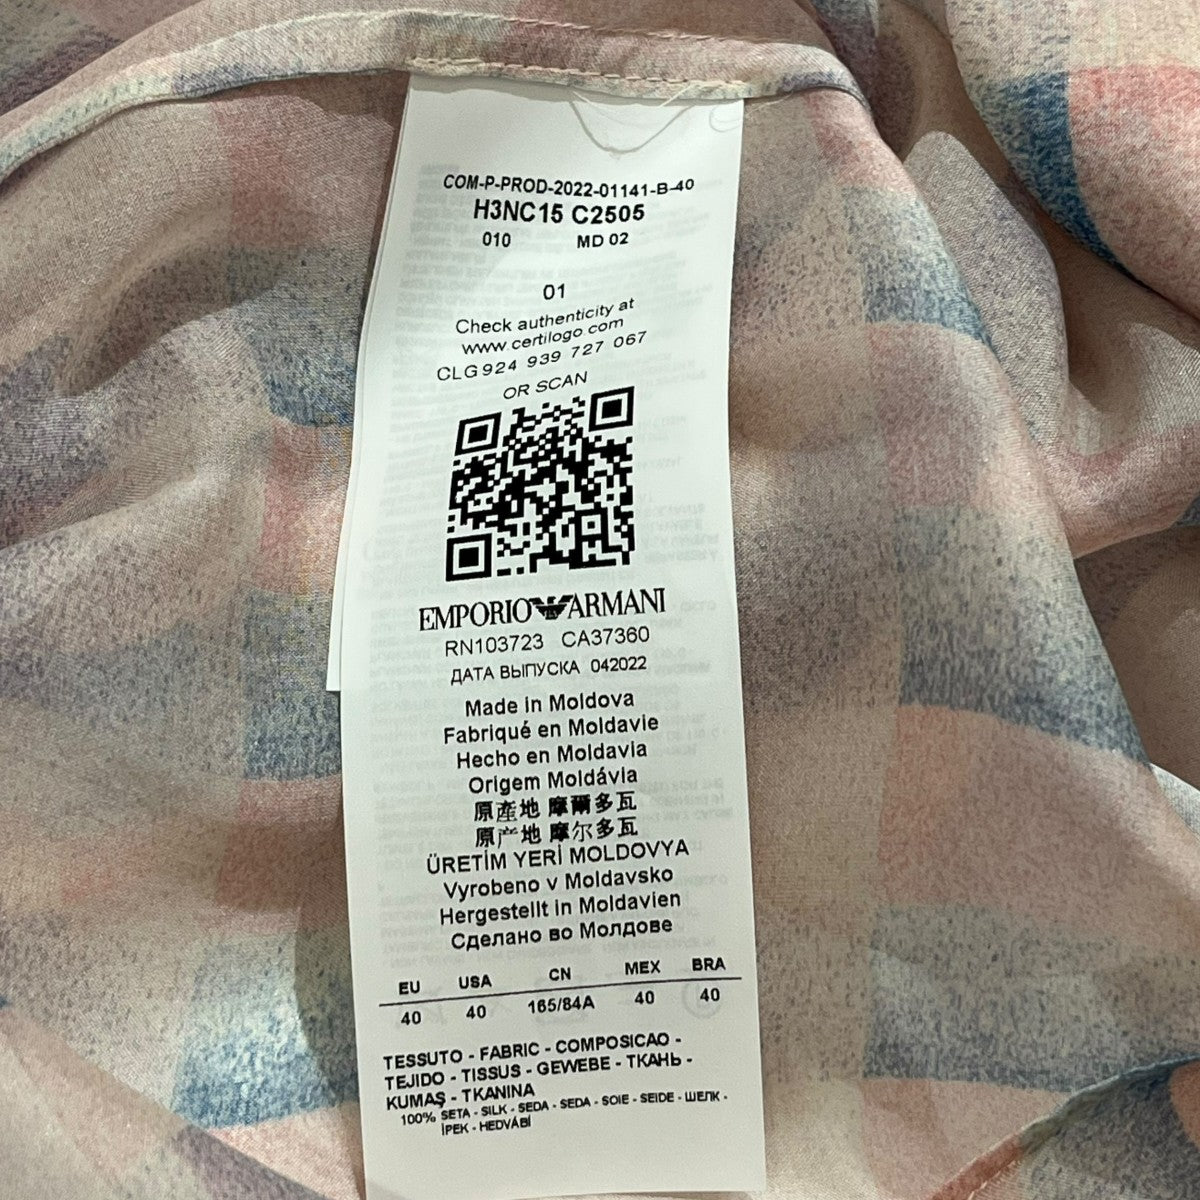 COM-P-PROD-2022-01141-B-40
H3NC15 C2505
010 MD 02
01
Check authenticity at
www certilogo com
CLG 924 939 727 067
OR SCAN
EMPORIO ARMANI
RN103723 CA37360
ДАТА ВЫПУСКА 042022
Made in Moldova
Fabriqué en Moldavie
Hecho en Moldavia
Origem Moldávia
原產地 摩爾多瓦
原产地 摩尔多瓦
ÜRETİM YERİ MOLDOVYA
Vyrobeno v Moldavsko
Hergestellt in Moldavien
Сделано во Молдове
EU USA CN MEX BRA
40 40 165/84A 40 40
TESSUTO - FABRIC - COMPOSICAO -
TEJIDO - TISSUS - GEWEBE - ТКАНЬ -
KUMAŞ - TKANINA
100% SETA - SILK - SEDA - SEDA - SOIE - SEIDE - ШЕЛК -
İPEK - HEDVÁBÍ